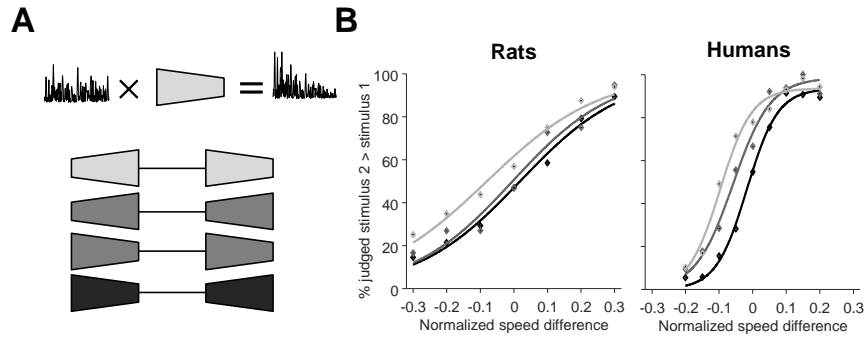 A
B
×
=
Rats
Humans
% judged stimulus 2 > stimulus 1
100
80
60
40
20
0
-0.3 -0.2 -0.1 0 0.1 0.2 0.3
-0.3 -0.2 -0.1 0 0.1 0.2 0.3
Normalized speed difference
Normalized speed difference